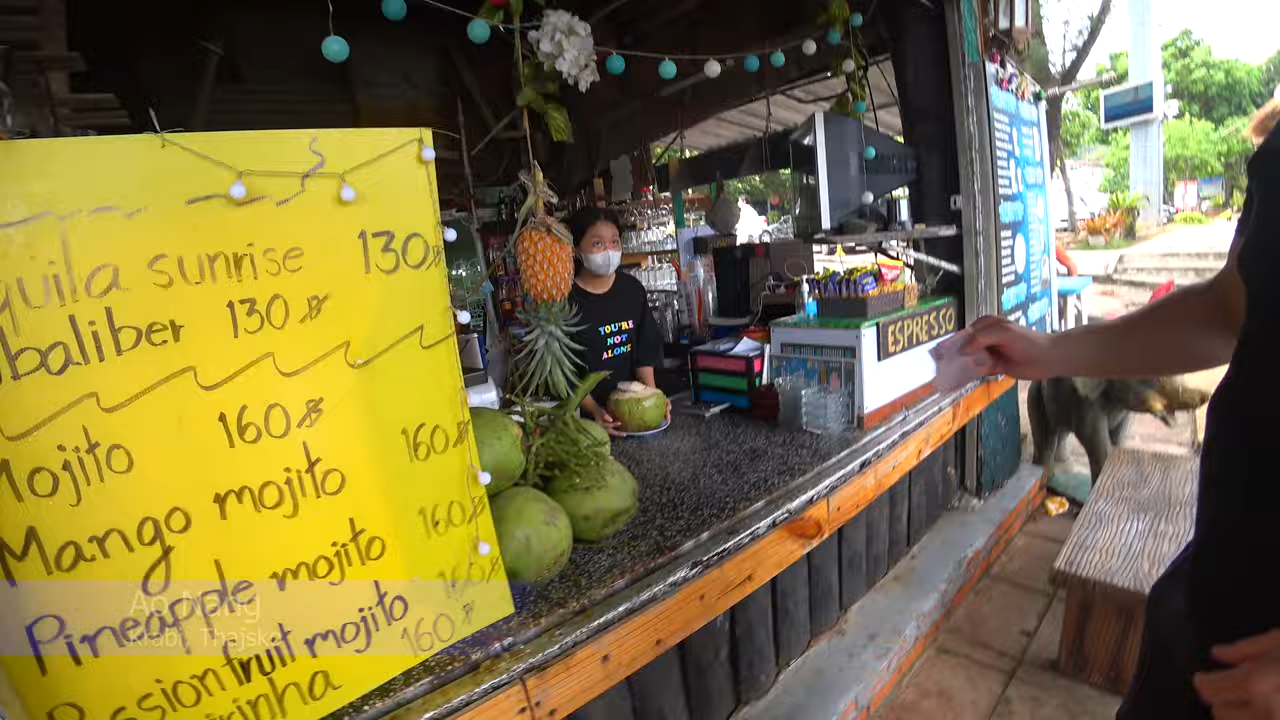 quila sunrise 130฿
baliber 130฿
Mojito 160฿
Mango mojito 160฿
Pineapple mojito 160฿
Passionfruit mojito 160฿
irinha 160฿
YOU'RE
NOT
ALONE
ESPRESSO
Ao Nang
Krabi, Thajsko